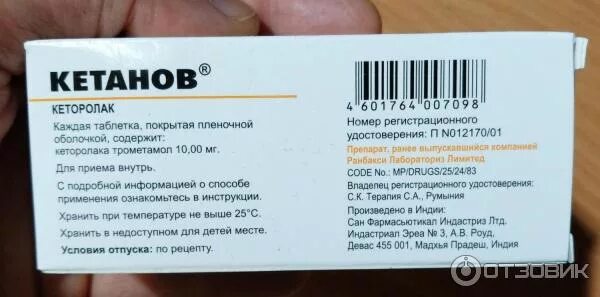 КЕТАНОВ®
КЕТОРОЛАК
Каждая таблетка, покрытая пленочной
оболочкой, содержит:
кеторолака трометамол 10,00 мг.
Для приема внутрь.
С подробной информацией о способе
применения ознакомьтесь в инструкции.
Хранить при температуре не выше 25°С.
Хранить в недоступном для детей месте.
Условия отпуска: по рецепту.
4 601764 007098
Номер регистрационного
удостоверения: П N012170/01
Препарат, ранее выпускавшийся компанией
Ранбакси Лабораториз Лимитед
CODE No.: MP/DRUGS/25/24/83
Владелец регистрационного удостоверения:
С.К. Терапия С.А., Румыния
Произведено в Индии:
Сан Фармасьютикал Индастриз Лтд.
Индастриал Эреа № 3, А.В. Роуд,
Девас 455 001, Мадхья Прадеш, Индия
ОТЗОВИК